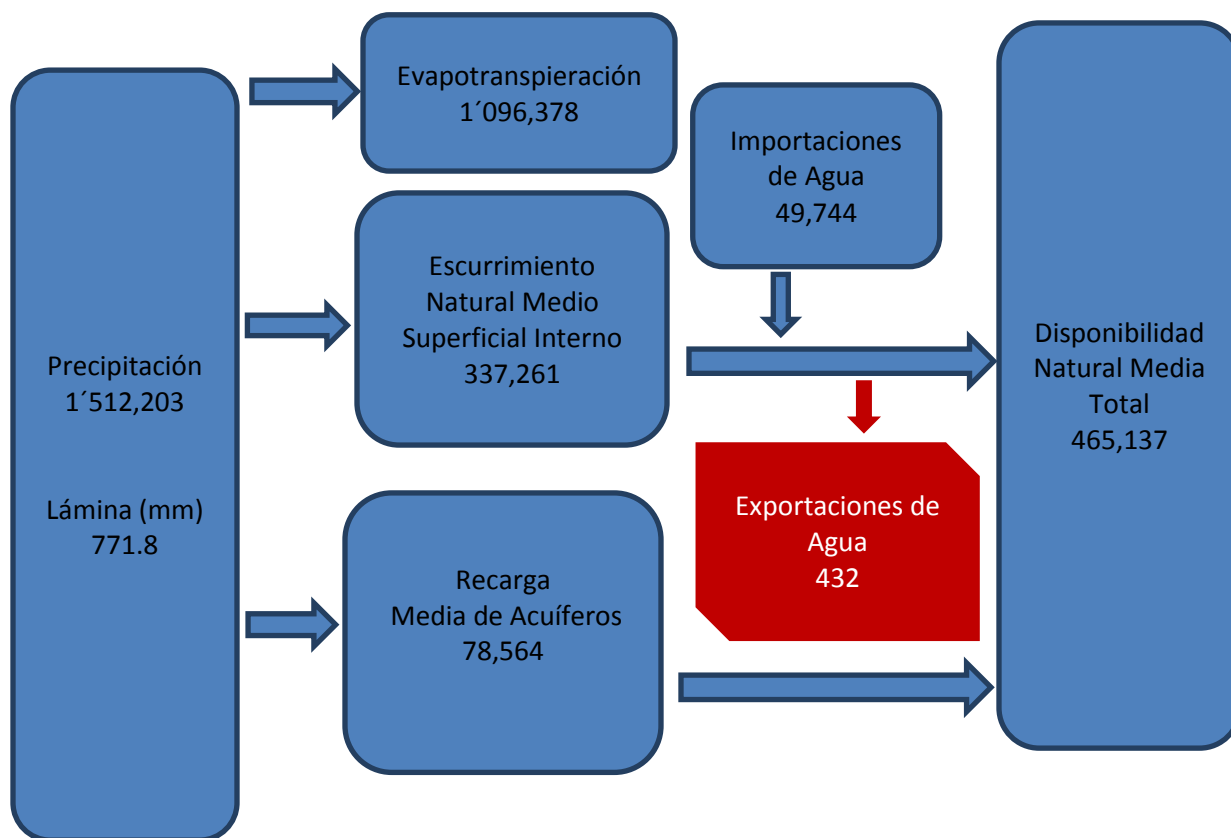 Precipitación
1´512,203
Lámina (mm)
771.8
Evapotranspieración
1´096,378
Escurrimiento
Natural Medio
Superficial Interno
337,261
Recarga
Media de Acuíferos
78,564
Importaciones
de Agua
49,744
Exportaciones de
Agua
432
Disponibilidad
Natural Media
Total
465,137